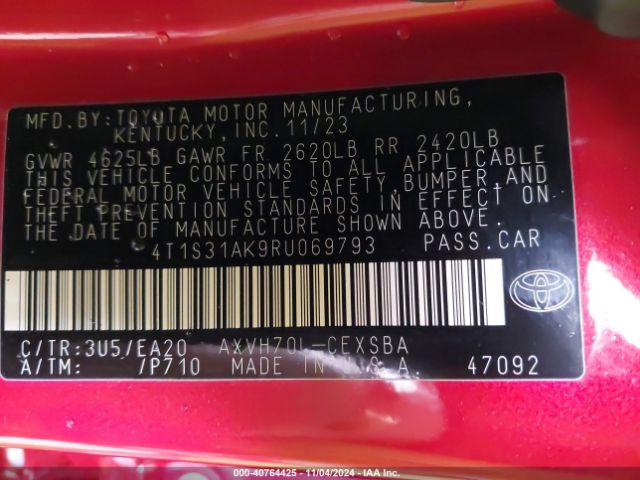 MFD.BY:TOYOTA MOTOR MANUFACTURING,
KENTUCKY,INC.11/23
GVWR 4625LB GAWR FR 2620LB RR 2420LB
THIS VEHICLE CONFORMS TO ALL APPLICABLE
FEDERAL MOTOR VEHICLE SAFETY,BUMPER,AND
THEFT PREVENTION STANDARDS IN EFFECT ON
THE DATE OF MANUFACTURE SHOWN ABOVE.
4T1S31AK9RU069793 PASS.CAR
C/TR:3U5/EA20 AXVH70L-CEXSBA
A/TM: /P710 MADE IN U.S.A. 47092
000-40764425 - 11/04/2024 - IAA Inc.